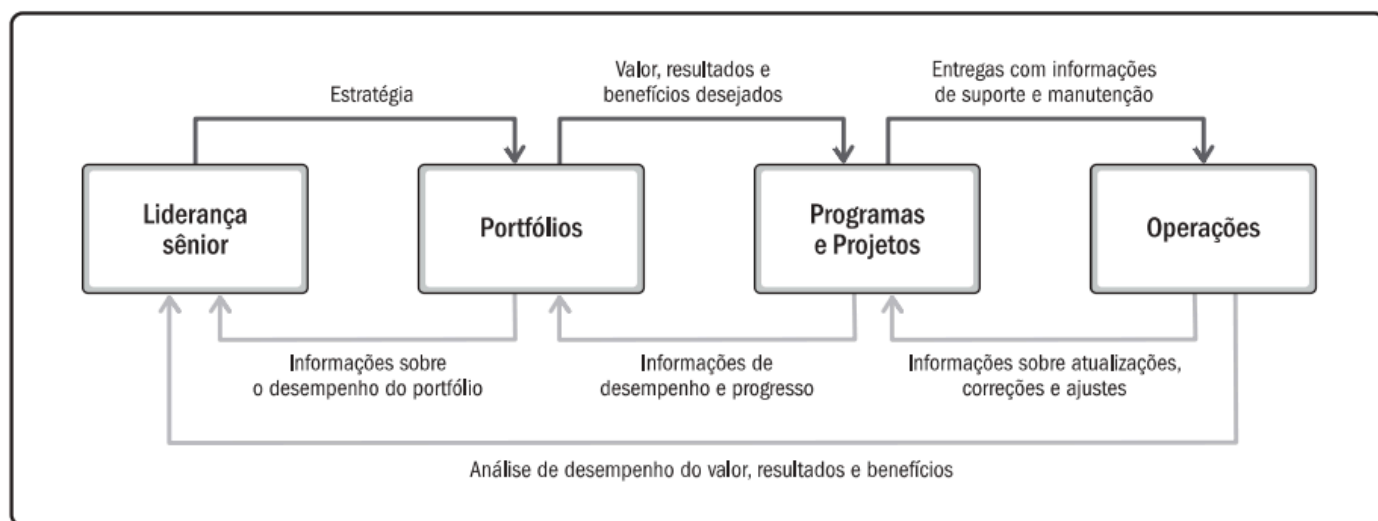 Estratégia
Valor, resultados e
benefícios desejados
Entregas com informações
de suporte e manutenção
Liderança
sênior
Portfólios
Programas
e Projetos
Operações
Informações sobre
o desempenho do portfólio
Informações de
desempenho e progresso
Informações sobre atualizações,
correções e ajustes
Análise de desempenho do valor, resultados e benefícios